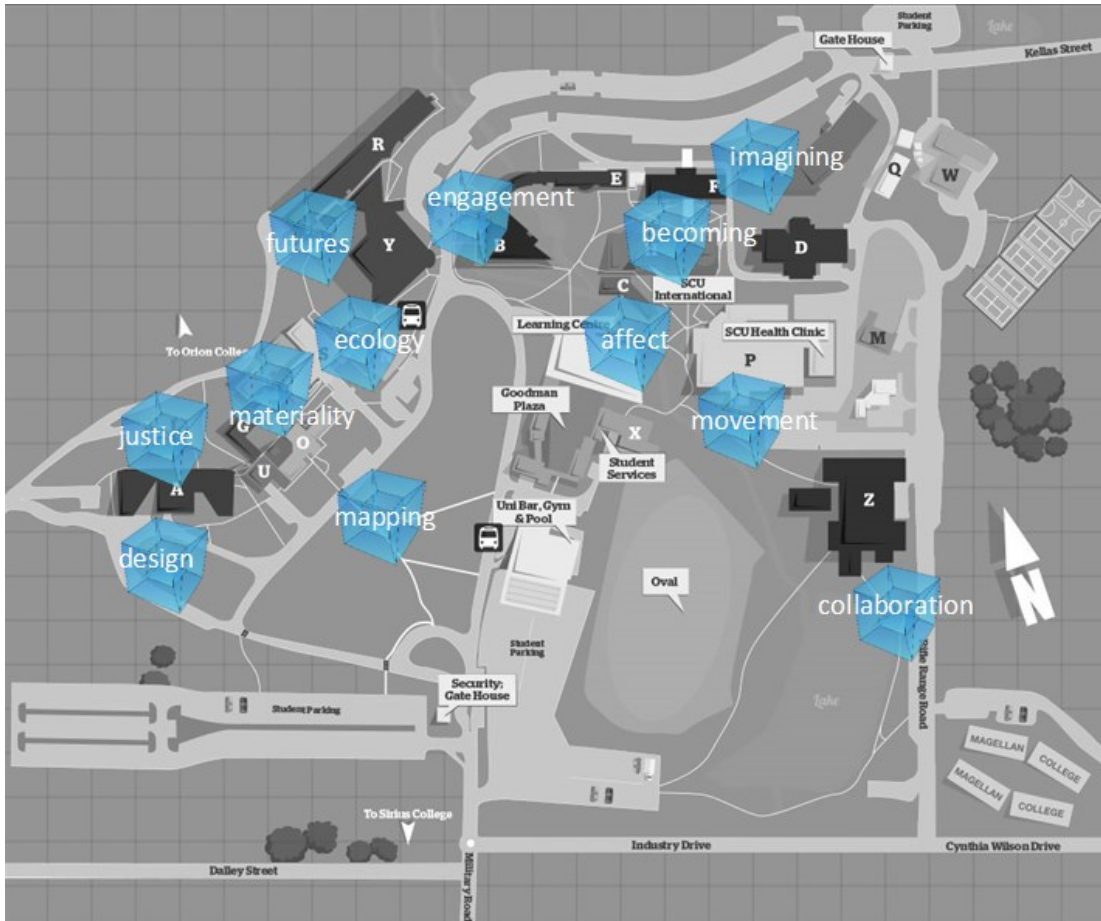 Student
Parking
Lake
Gate House
Kellas Street
R
imagining
E
F
Q
W
engagement
futures
Y
B
becoming
D
C
SCU
International
To Orion College
ecology
Learning Centre
affect
SCU Health Clinic
S
P
M
materiality
Goodman
Plaza
movement
justice
G
O
X
Student
Services
U
A
mapping
Uni Bar, Gym
& Pool
Z
design
Oval
collaboration
Student
Parking
Rifle Range Road
Security:
Gate House
Student Parking
Lake
MAGELLAN
COLLEGE
MAGELLAN
COLLEGE
To Sirius College
N
Industry Drive
Cynthia Wilson Drive
Dalley Street
Military Road